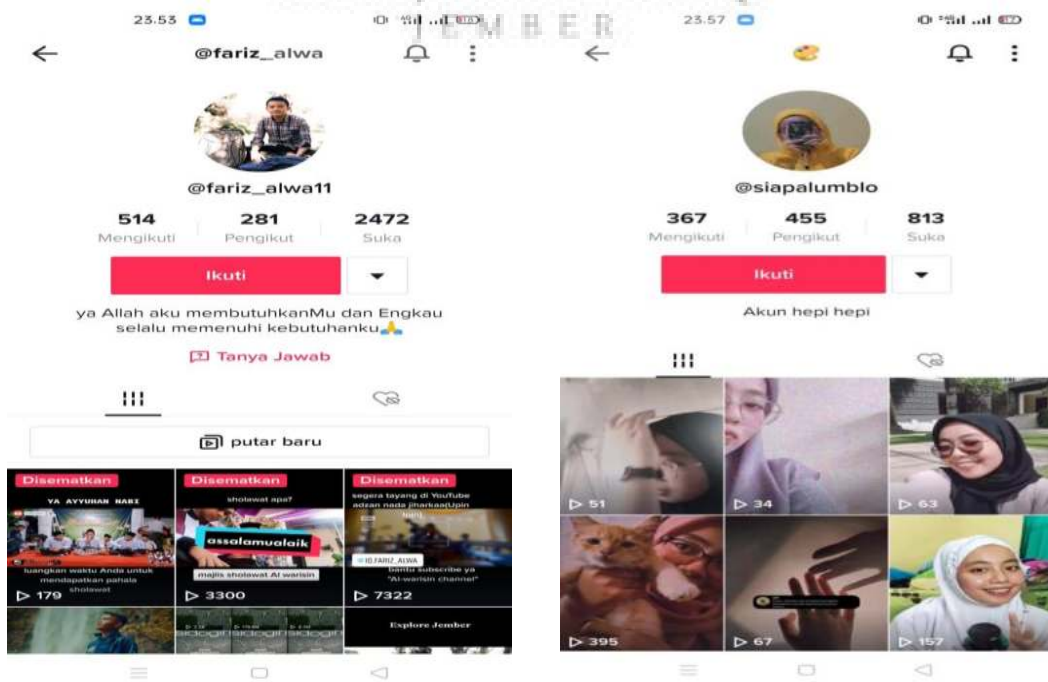 JEMBER
23.53
@fariz_alwa
@fariz_alwa11
514 281 2472
Mengikuti Pengikut Suka
Ikuti
ya Allah aku membutuhkanMu dan Engkau
selalu memenuhi kebutuhanku🙏
Tanya Jawab
putar baru
Disematkan
YA AYYUHAN NABI
luangkan waktu Anda untuk
mendapatkan pahala
sholawat
179
Disematkan
sholawat apa?
assalamualaik
majlis sholawat Al warisin
3300
Disematkan
segera tayang di YouTube
adzan nada jiharkaa(Upin
IG.FARIZ_ALWA
bantu subscribe ya
"Al-warisin channel"
7322
Explore Jember
23.57
🎨
@siapalumblo
367 455 813
Mengikuti Pengikut Suka
Ikuti
Akun hepi hepi
51
34
63
395
67
157